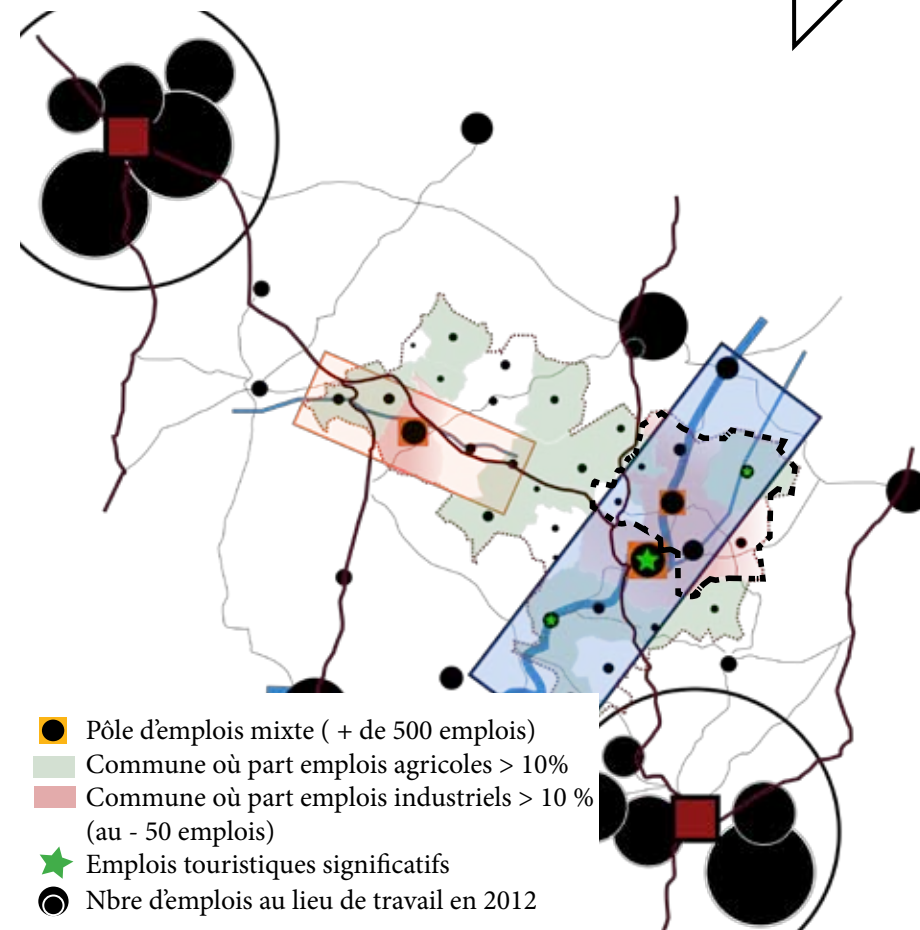 Pôle d'emplois mixte ( + de 500 emplois)
Commune où part emplois agricoles > 10%
Commune où part emplois industriels > 10 %
(au - 50 emplois)
Emplois touristiques significatifs
Nbre d'emplois au lieu de travail en 2012